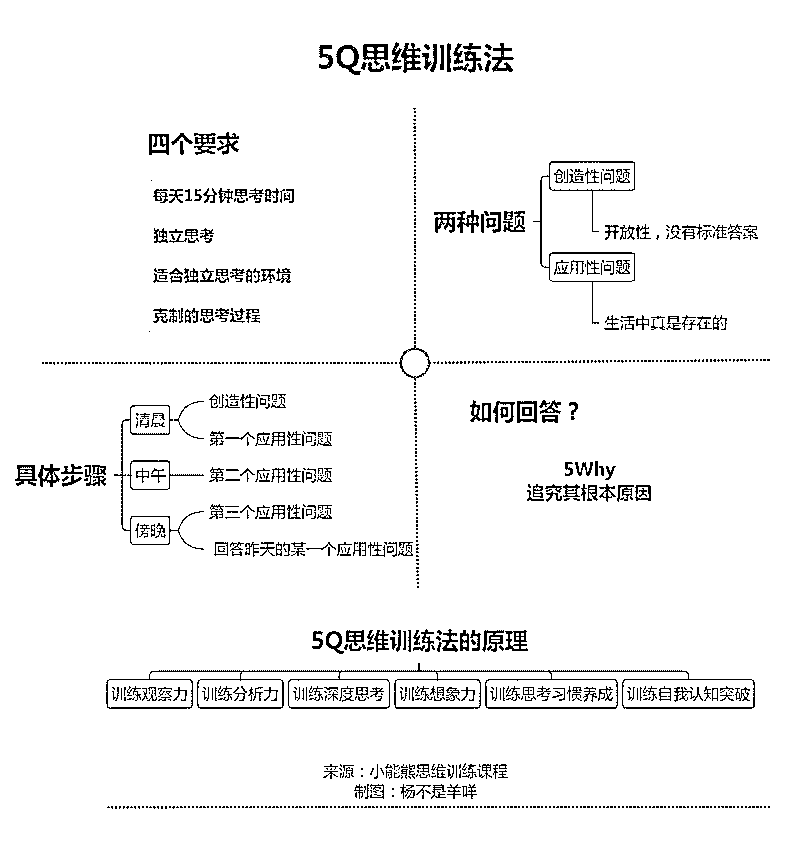 5Q思维训练法
四个要求
每天15分钟思考时间
独立思考
适合独立思考的环境
克制的思考过程
两种问题
创造性问题
开放性，没有标准答案
应用性问题
生活中真是存在的
具体步骤
清晨
创造性问题
第一个应用性问题
中午
第二个应用性问题
傍晚
第三个应用性问题
回答昨天的某一个应用性问题
如何回答？
5Why
追究其根本原因
5Q思维训练法的原理
训练观察力
训练分析力
训练深度思考
训练想象力
训练思考习惯养成
训练自我认知突破
来源：小能熊思维训练课程
制图：杨不是羊咩